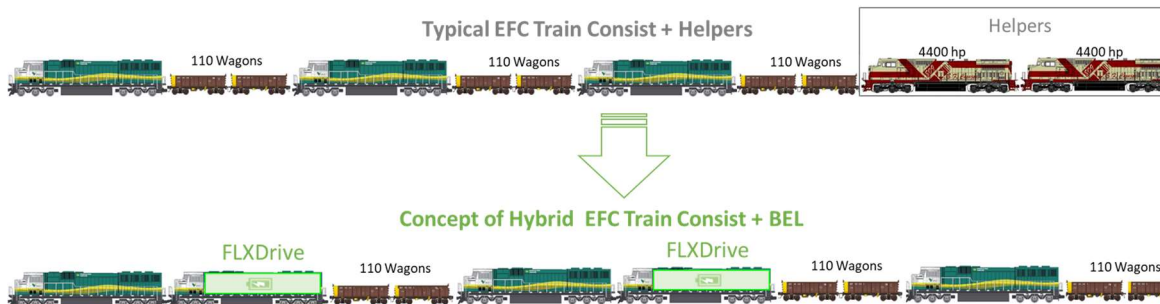 Typical EFC Train Consist + Helpers
Helpers
110 Wagons
110 Wagons
110 Wagons
4400 hp
4400 hp
Concept of Hybrid EFC Train Consist + BEL
FLXDrive
FLXDrive
110 Wagons
110 Wagons
110 Wagons